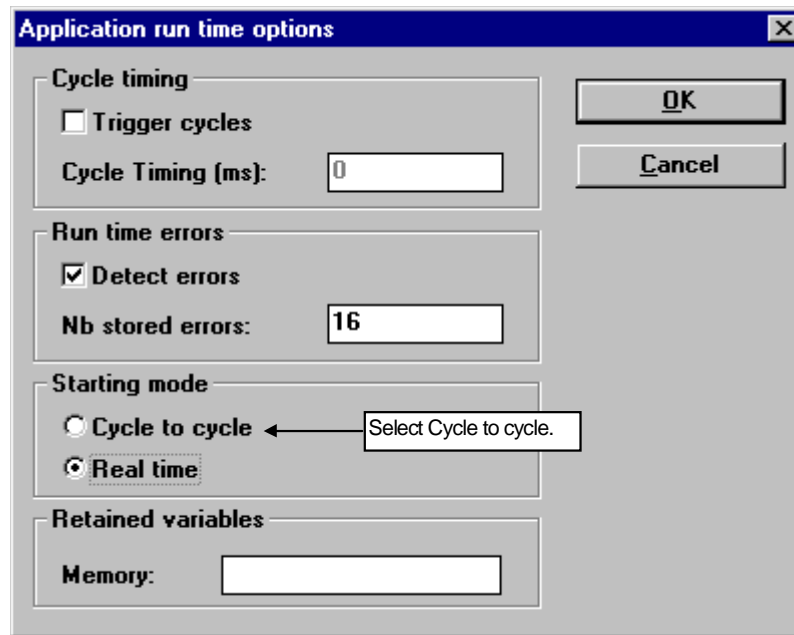 Application run time options
Cycle timing
Trigger cycles
Cycle Timing (ms): 0
OK
Cancel
Run time errors
Detect errors
Nb stored errors: 16
Starting mode
Cycle to cycle
Select Cycle to cycle.
Real time
Retained variables
Memory: